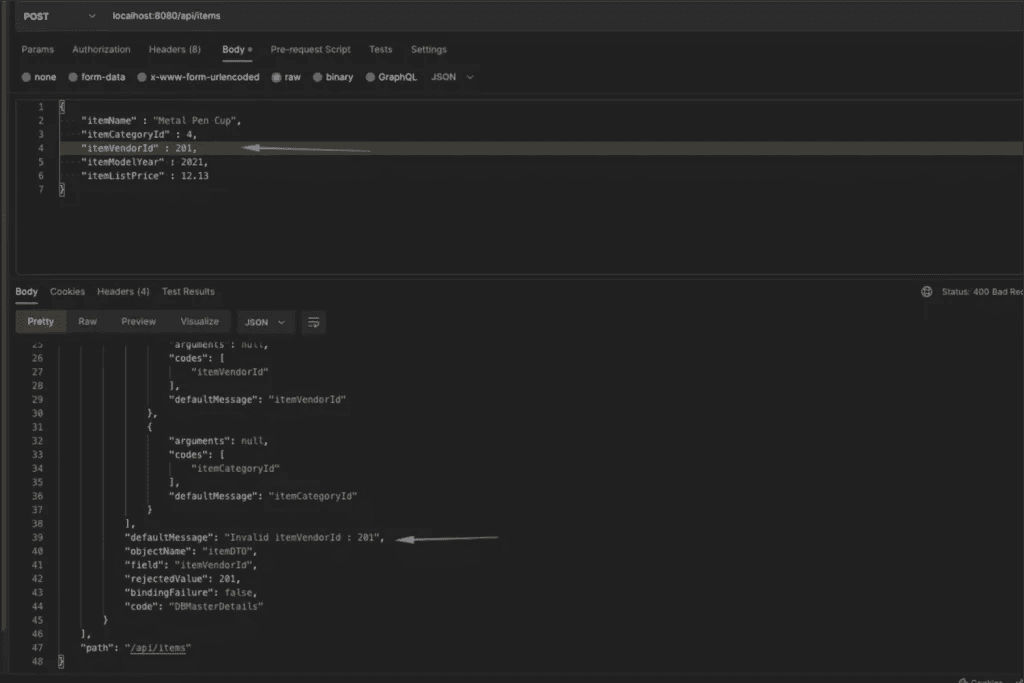 POST localhost:8080/api/items
Params Authorization Headers (8) Body Pre-request Script Tests Settings
none form-data x-www-form-urlencoded raw binary GraphQL JSON
1 {
2 "itemName" : "Metal Pen Cup",
3 "itemCategoryId" : 4,
4 "itemVendorId" : 201,
5 "itemModelYear" : 2021,
6 "itemListPrice" : 12.13
7 }
Body Cookies Headers (4) Test Results Status: 400 Bad Rec
Pretty Raw Preview Visualize JSON
25 "arguments": null,
26 "codes": [
27 "itemVendorId"
28 ],
29 "defaultMessage": "itemVendorId"
30 },
31 {
32 "arguments": null,
33 "codes": [
34 "itemCategoryId"
35 ],
36 "defaultMessage": "itemCategoryId"
37 }
38 ],
39 "defaultMessage": "Invalid itemVendorId : 201",
40 "objectName": "itemDTO",
41 "field": "itemVendorId",
42 "rejectedValue": 201,
43 "bindingFailure": false,
44 "code": "DBMasterDetails"
45 }
46 ],
47 "path": "/api/items"
48 }